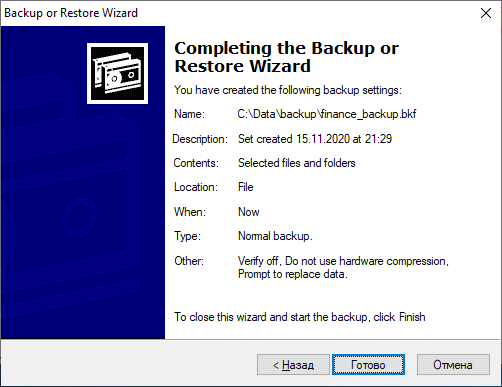 Backup or Restore Wizard
Completing the Backup or
Restore Wizard
You have created the following backup settings:
Name: C:\Data\backup\finance_backup.bkf
Description: Set created 15.11.2020 at 21:29
Contents: Selected files and folders
Location: File
When: Now
Type: Normal backup.
Other: Verify off, Do not use hardware compression,
Prompt to replace data.
To close this wizard and start the backup, click Finish
< Назад Готово Отмена